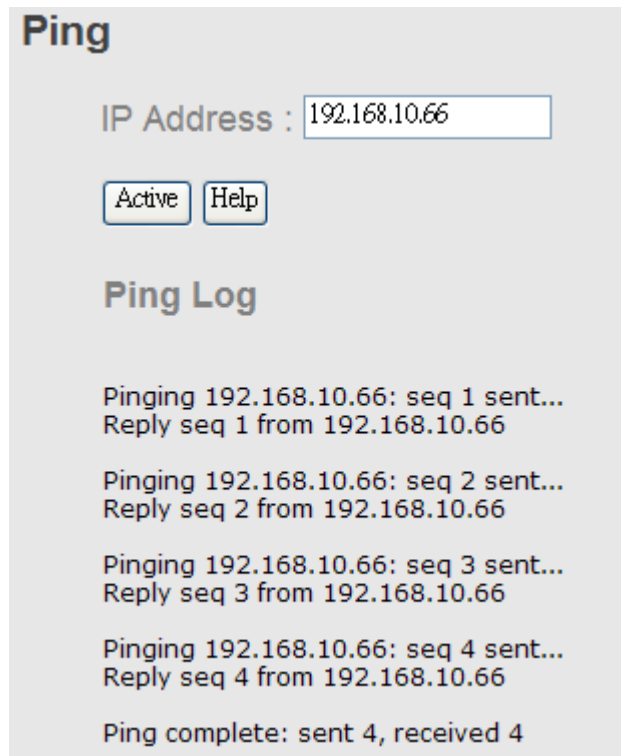 Ping
IP Address : 192.168.10.66
Active Help
Ping Log
Pinging 192.168.10.66: seq 1 sent...
Reply seq 1 from 192.168.10.66
Pinging 192.168.10.66: seq 2 sent...
Reply seq 2 from 192.168.10.66
Pinging 192.168.10.66: seq 3 sent...
Reply seq 3 from 192.168.10.66
Pinging 192.168.10.66: seq 4 sent...
Reply seq 4 from 192.168.10.66
Ping complete: sent 4, received 4